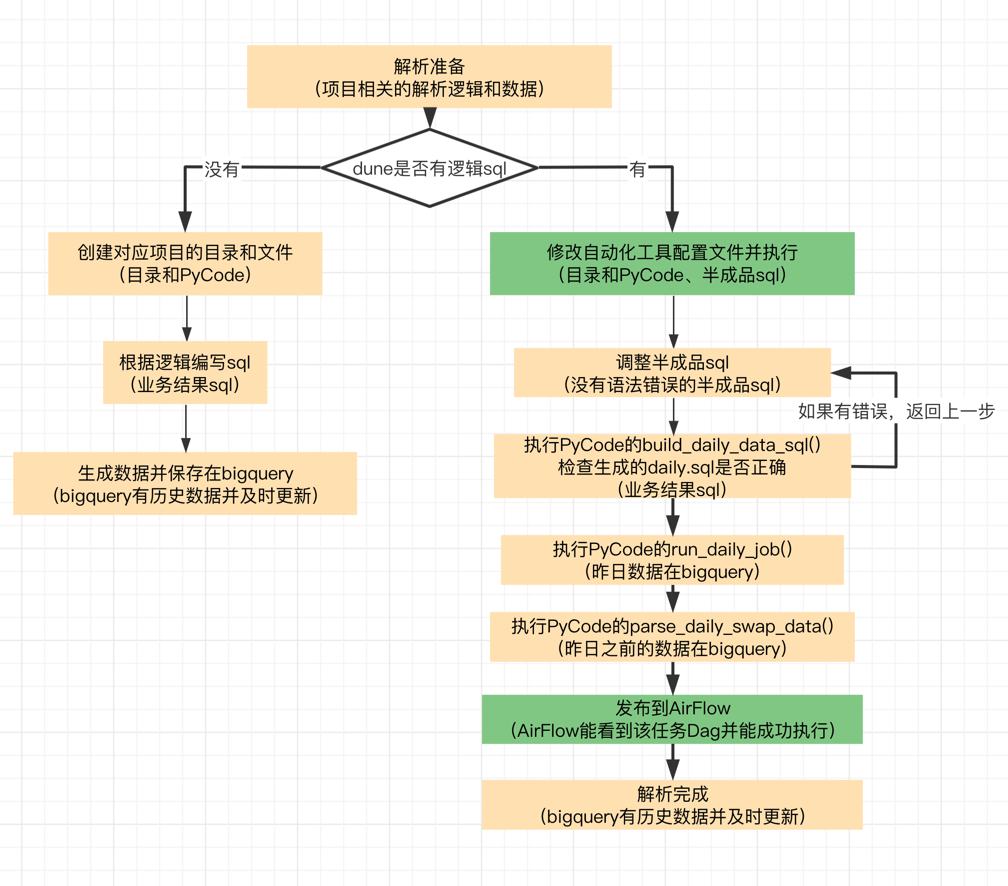 解析准备
（项目相关的解析逻辑和数据）
dune是否有逻辑sql
没有
有
创建对应项目的目录和文件
（目录和PyCode）
根据逻辑编写sql
（业务结果sql）
生成数据并保存在bigquery
（bigquery有历史数据并及时更新）
修改自动化工具配置文件并执行
（目录和PyCode、半成品sql）
调整半成品sql
（没有语法错误的半成品sql）
如果有错误，返回上一步
执行PyCode的build_daily_data_sql()
检查生成的daily.sql是否正确
（业务结果sql）
执行PyCode的run_daily_job()
（昨日数据在bigquery）
执行PyCode的parse_daily_swap_data()
（昨日之前的数据在bigquery）
发布到AirFlow
（AirFlow能看到该任务Dag并能成功执行）
解析完成
（bigquery有历史数据并及时更新）